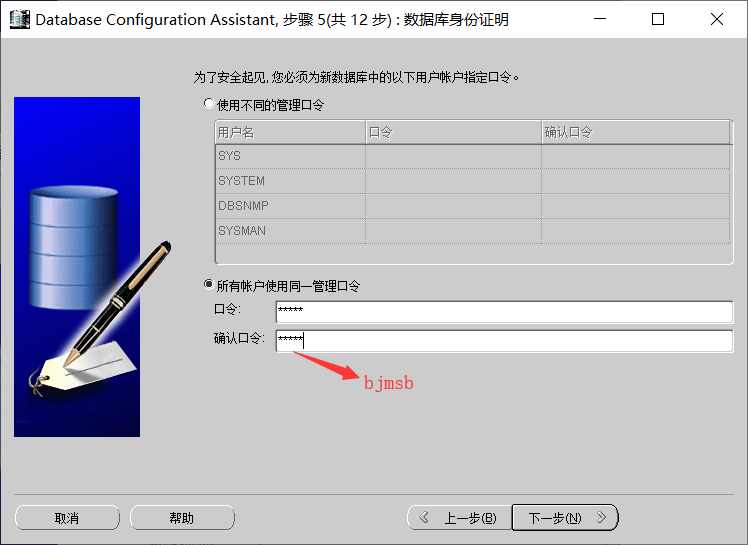 Database Configuration Assistant, 步骤 5(共 12 步) : 数据库身份证明
为了安全起见, 您必须为新数据库中的以下用户帐户指定口令。
使用不同的管理口令
用户名 口令 确认口令
SYS
SYSTEM
DBSNMP
SYSMAN
所有帐户使用同一管理口令
口令: *****
确认口令: *****
bjmsb
取消 帮助 上一步(B) 下一步(N)